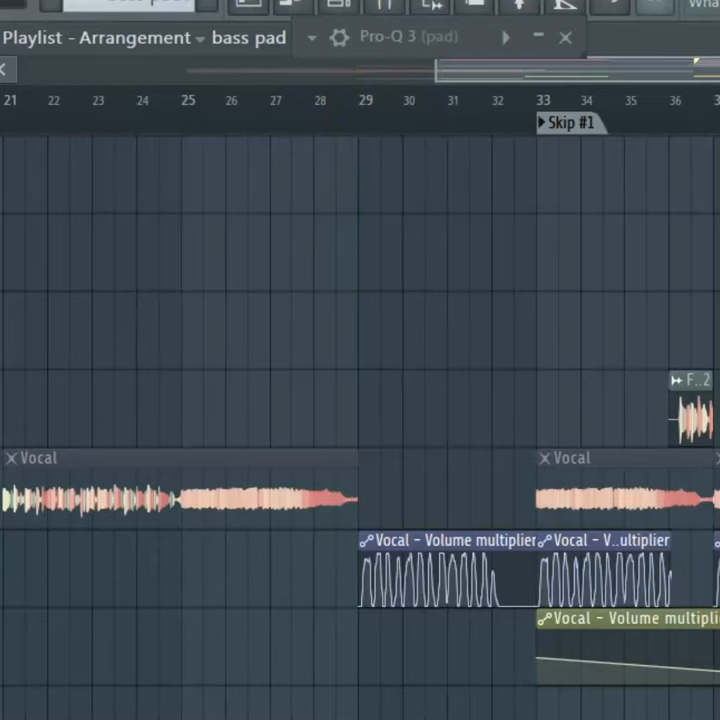 Playlist - Arrangement bass pad
Pro-Q 3 (pad)
21 22 23 24 25 26 27 28 29 30 31 32 33 34 35 36
Skip #1
F..2
Vocal
Vocal
Vocal - Volume multiplier
Vocal - V..ultiplier
Vocal - Volume multipli